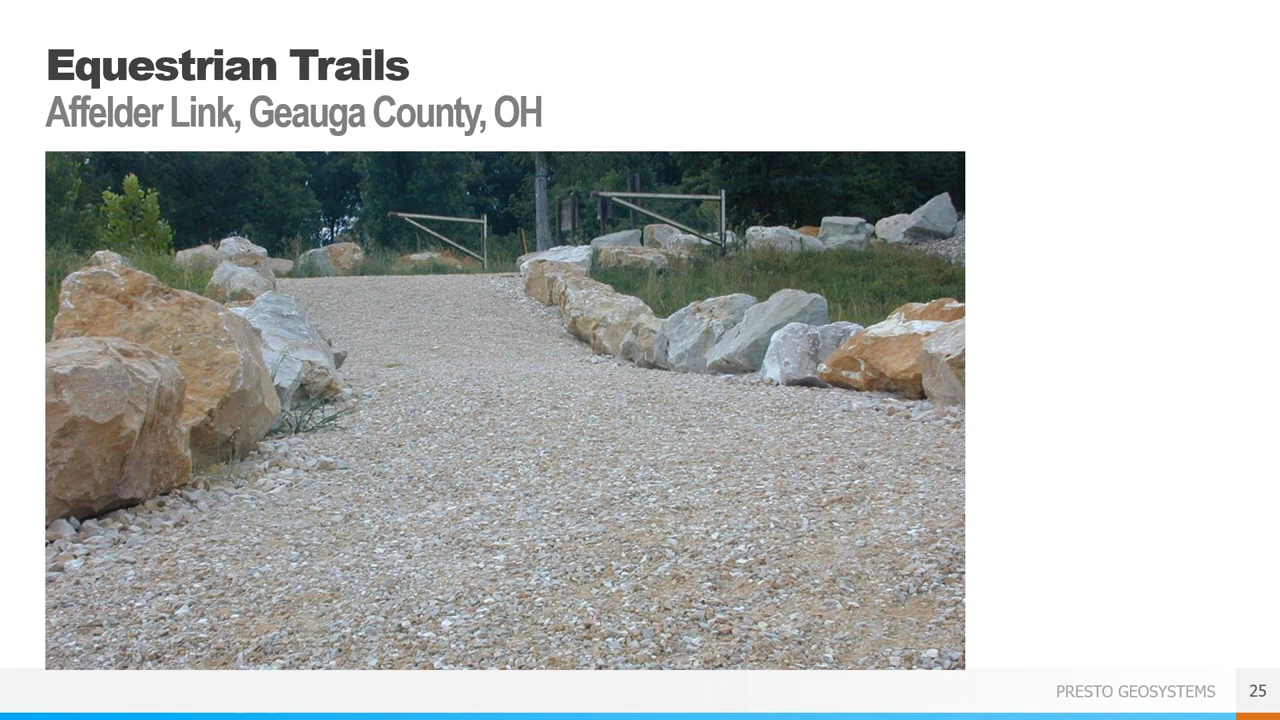 Equestrian Trails
Affelder Link, Geauga County, OH
PRESTO GEOSYSTEMS
25